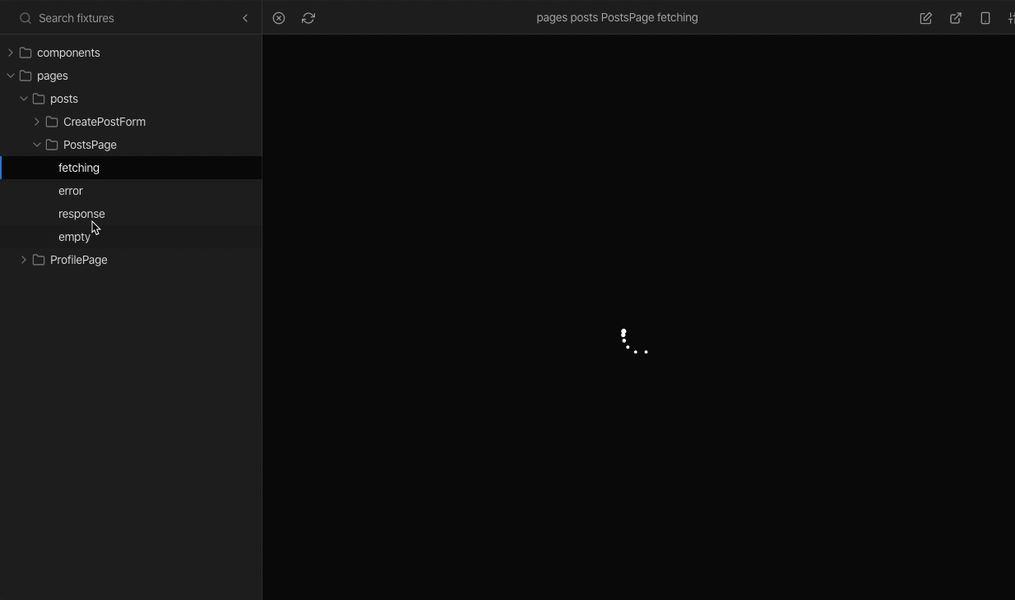 Search fixtures
pages posts PostsPage fetching
components
pages
posts
CreatePostForm
PostsPage
fetching
error
response
empty
ProfilePage